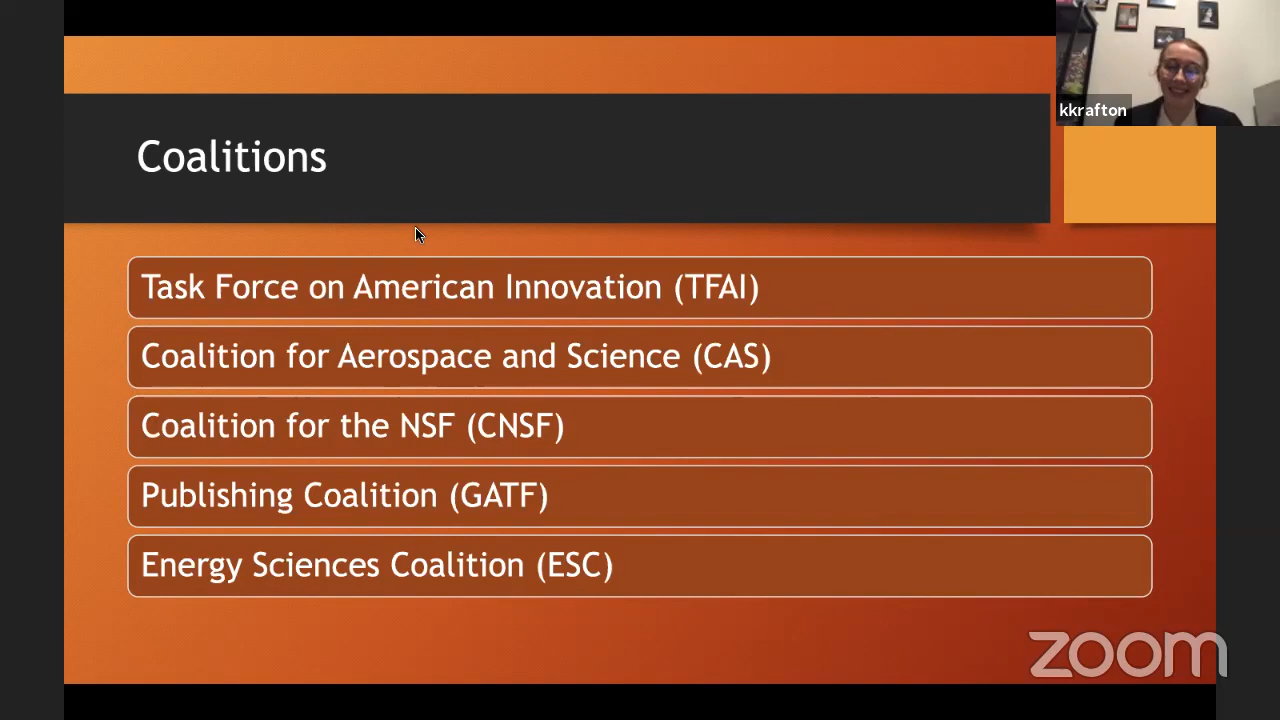 kkrafton
Coalitions
Task Force on American Innovation (TFAI)
Coalition for Aerospace and Science (CAS)
Coalition for the NSF (CNSF)
Publishing Coalition (GATF)
Energy Sciences Coalition (ESC)
zoom